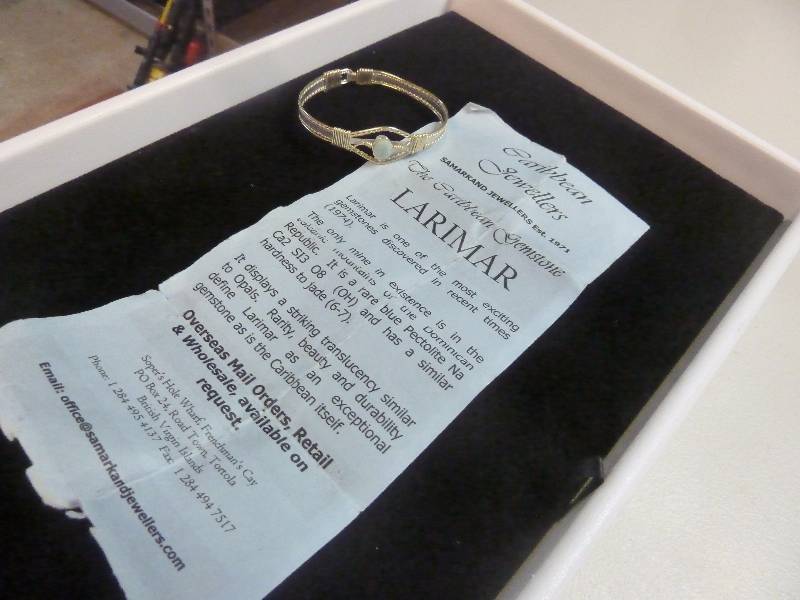 Caribbean
Jewellers
SAMARKAND JEWELLERS Est. 1971
The Caribbean Gemstone
LARIMAR
Larimar is one of the most exciting
gemstones discovered in recent times
(1974).
The only mine in existence is in the
volcanic mountains of the Dominican
Republic. It is a rare blue Pectolite Na
Ca2 SI3 O8 (OH) and has a similar
hardness to jade (6-7).
It displays a striking translucency similar
to Opals. Rarity, beauty and durability
define Larimar as an exceptional
gemstone as is the Caribbean itself.
Overseas Mail Orders, Retail
& Wholesale, available on
request.
Soper's Hole Wharf, Frenchman's Cay
PO Box 24, Road Town, Tortola
British Virgin Islands
Phone: 1 284 495 4137 Fax: 1 284 494 7517
Email: office@samarkandjewellers.com